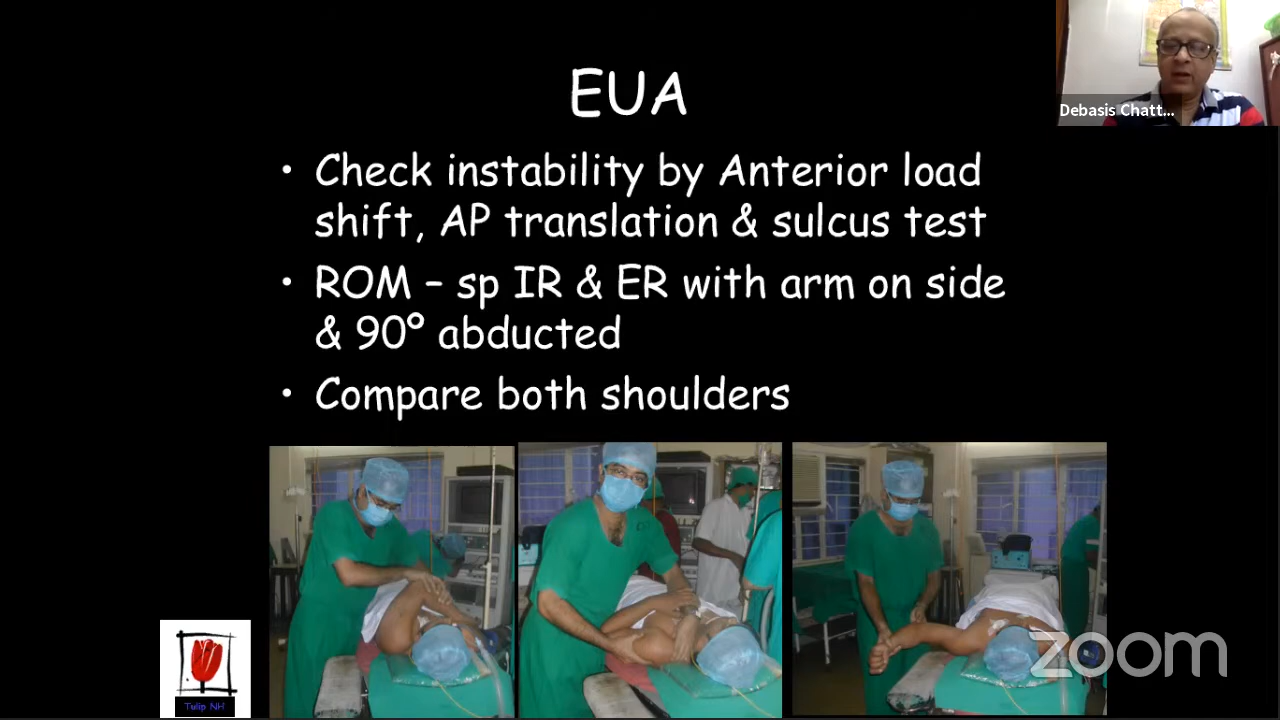 EUA
Debasis Chatt...
• Check instability by Anterior load
shift, AP translation & sulcus test
• ROM – sp IR & ER with arm on side
& 90º abducted
• Compare both shoulders
Tulip NH
zoom